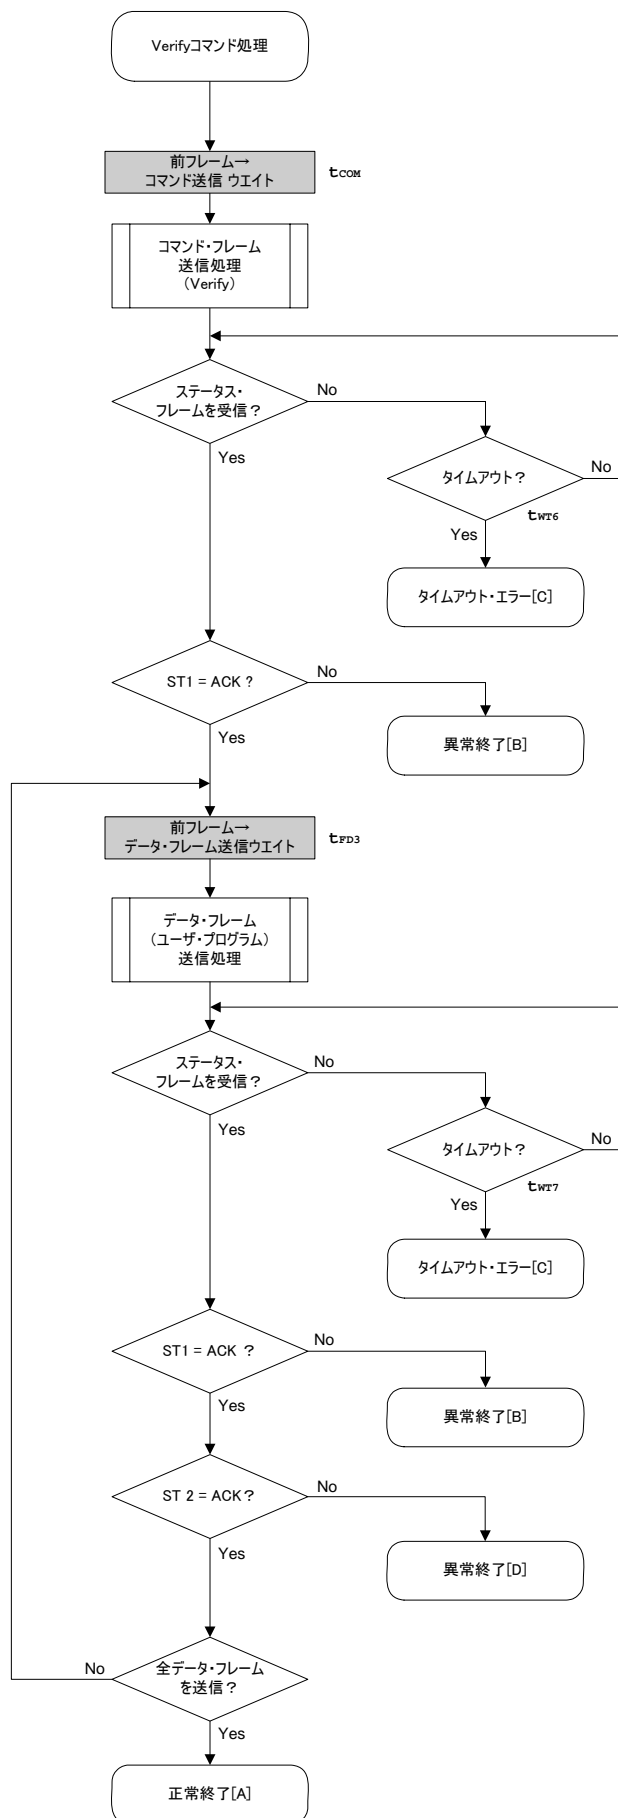 Verifyコマンド処理
前フレーム→
コマンド送信 ウエイト
tCOM
コマンド・フレーム
送信処理
(Verify)
ステータス・
フレームを受信？
No
Yes
タイムアウト？
No
tWT6
Yes
タイムアウト・エラー[C]
ST1 = ACK ?
No
Yes
異常終了[B]
前フレーム→
データ・フレーム送信ウエイト
tFD3
データ・フレーム
(ユーザ・プログラム)
送信処理
ステータス・
フレームを受信？
No
Yes
タイムアウト？
No
tWT7
Yes
タイムアウト・エラー[C]
ST1 = ACK ？
No
Yes
異常終了[B]
ST 2 = ACK?
No
Yes
異常終了[D]
全データ・フレーム
を送信？
No
Yes
正常終了[A]